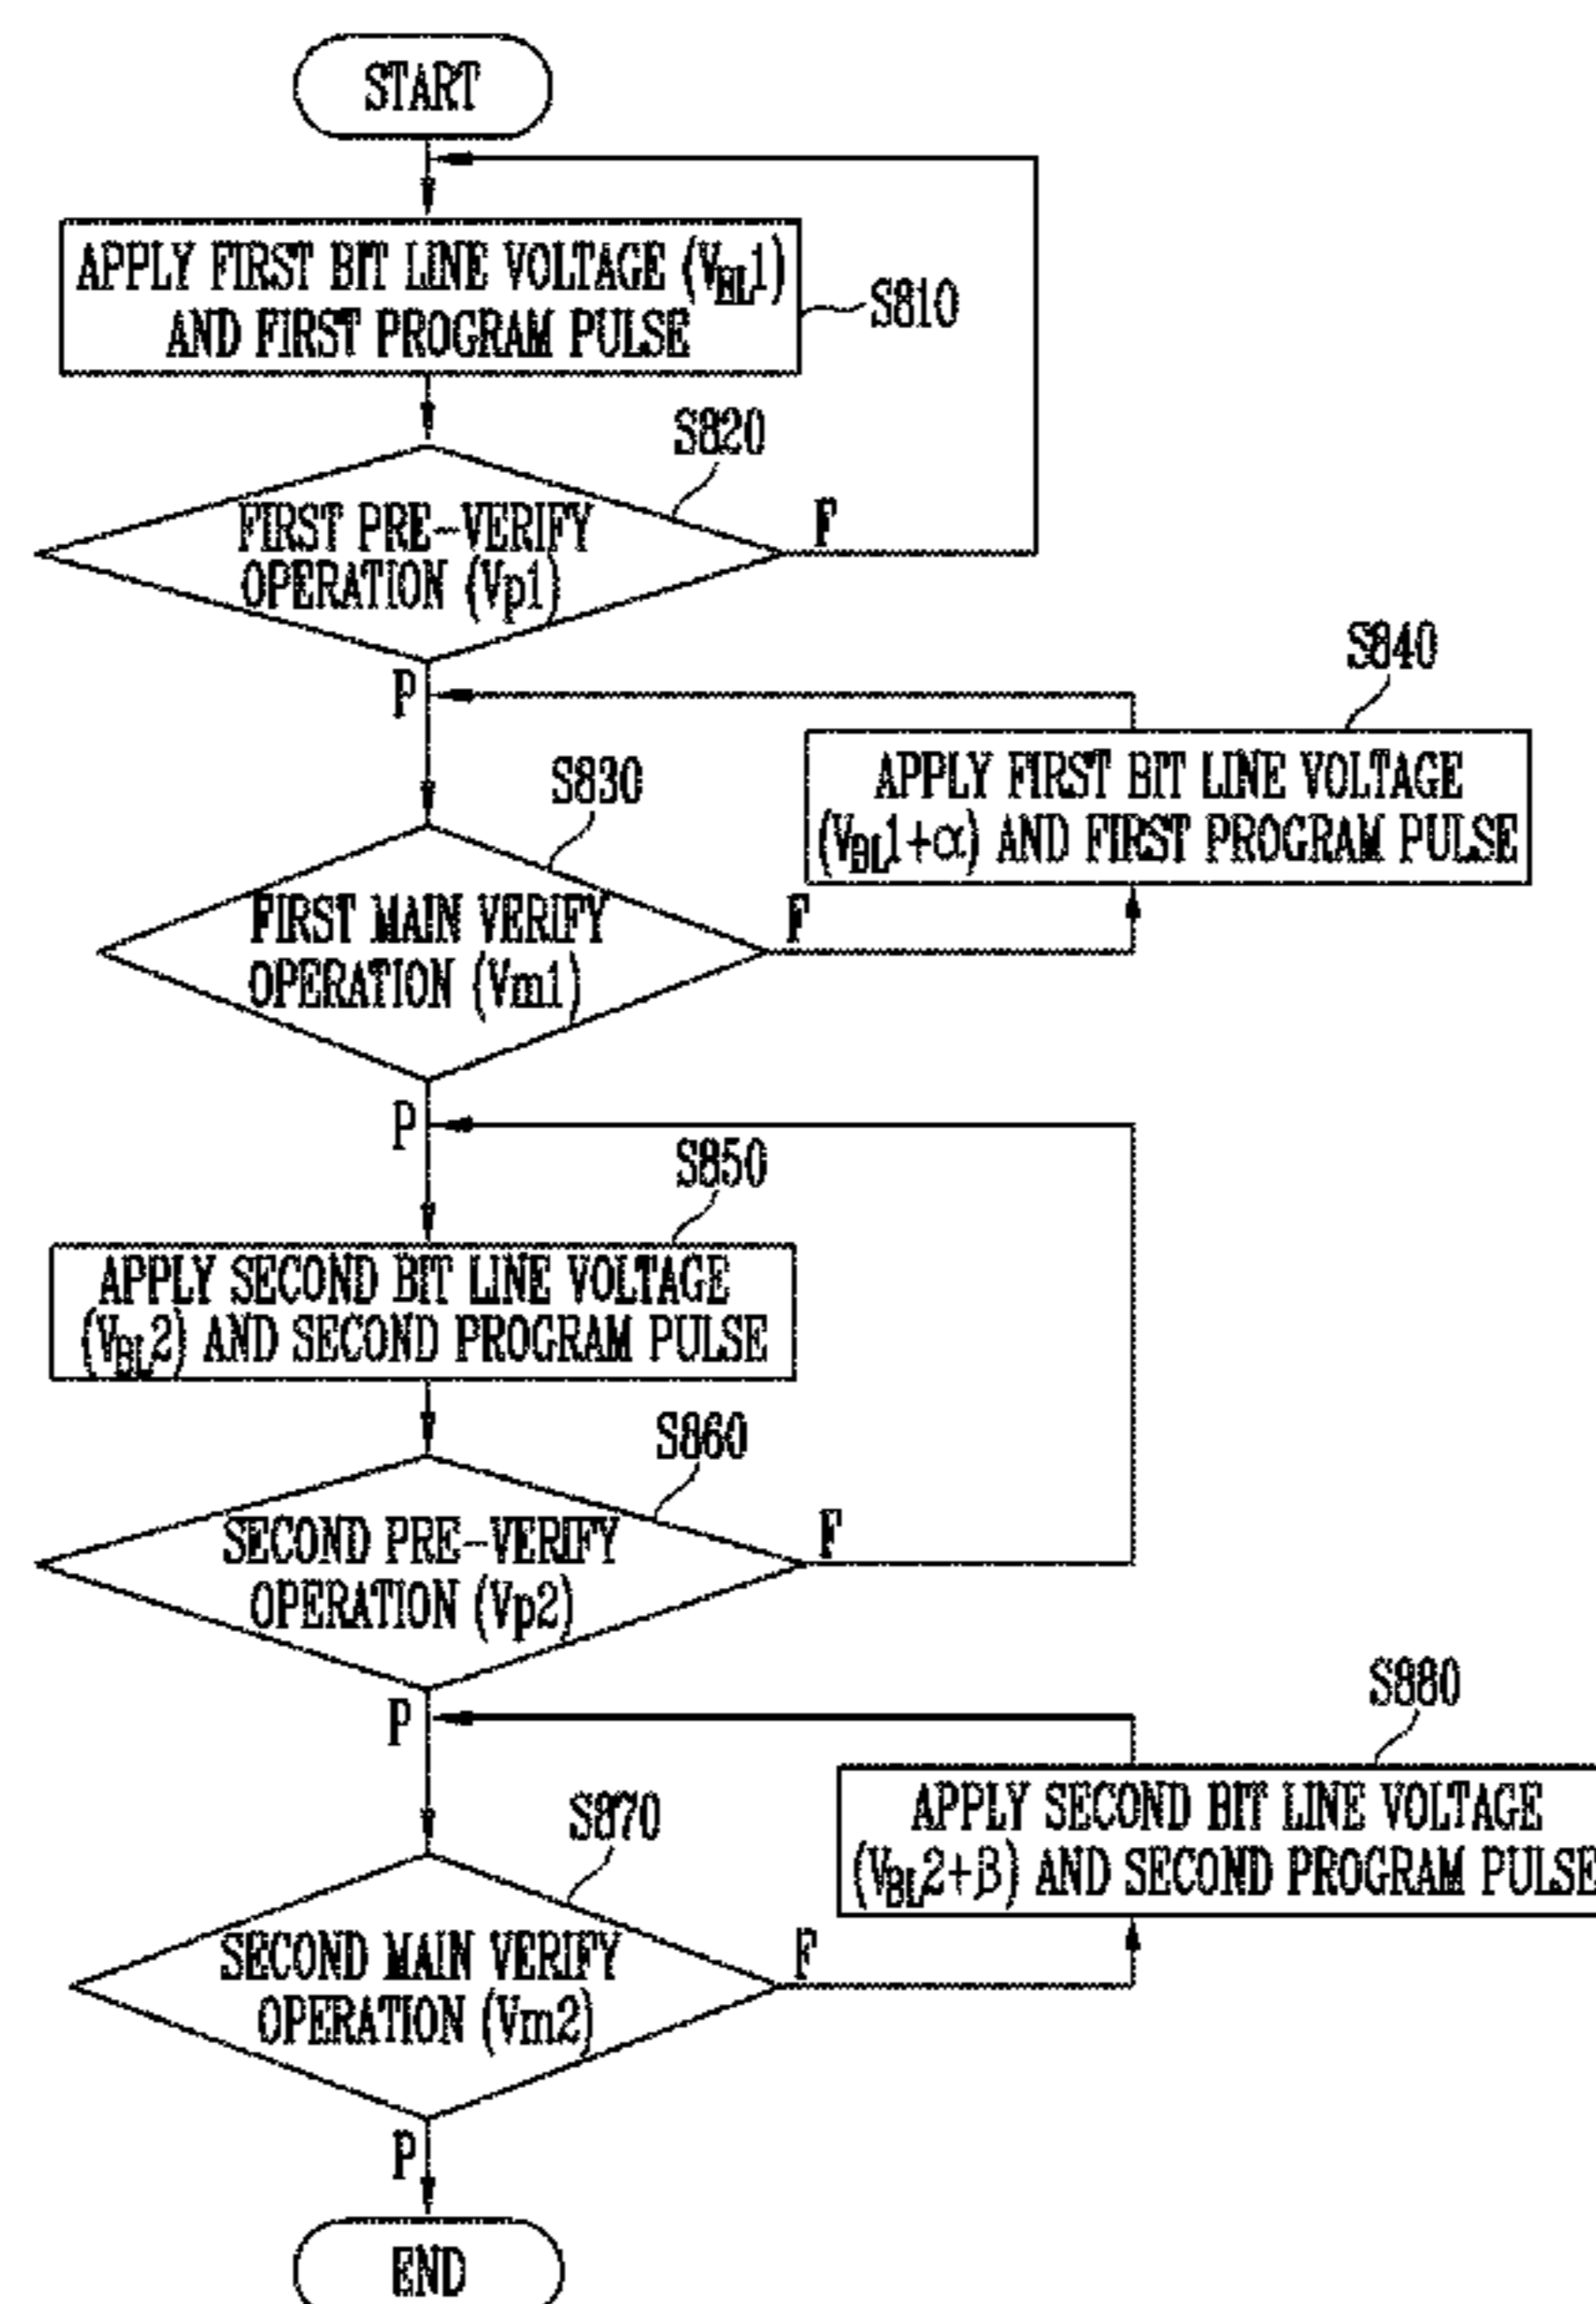 START
APPLY FIRST BIT LINE VOLTAGE (VBL1)
AND FIRST PROGRAM PULSE
S810
S820
FIRST PRE-VERIFY
OPERATION (Vp1)
F
P
S840
APPLY FIRST BIT LINE VOLTAGE
(VBL1+α) AND FIRST PROGRAM PULSE
S830
FIRST MAIN VERIFY
OPERATION (Vm1)
F
P
S850
APPLY SECOND BIT LINE VOLTAGE
(VBL2) AND SECOND PROGRAM PULSE
S860
SECOND PRE-VERIFY
OPERATION (Vp2)
F
P
S880
APPLY SECOND BIT LINE VOLTAGE
(VBL2+β) AND SECOND PROGRAM PULSE
S870
SECOND MAIN VERIFY
OPERATION (Vm2)
F
P
END